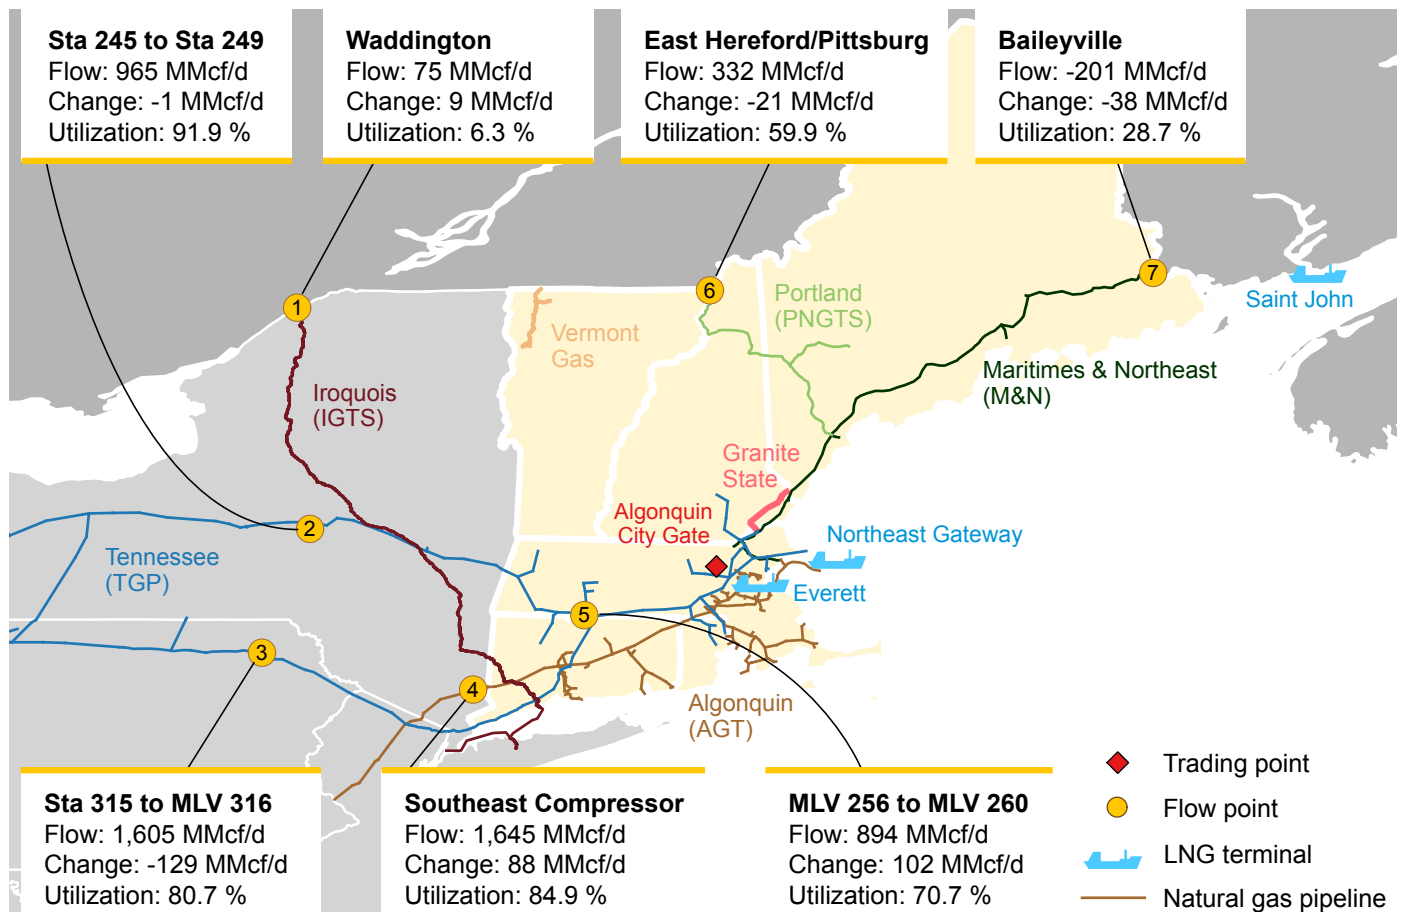 Sta 245 to Sta 249
Flow: 965 MMcf/d
Change: -1 MMcf/d
Utilization: 91.9 %
Waddington
Flow: 75 MMcf/d
Change: 9 MMcf/d
Utilization: 6.3 %
East Hereford/Pittsburg
Flow: 332 MMcf/d
Change: -21 MMcf/d
Utilization: 59.9 %
Baileyville
Flow: -201 MMcf/d
Change: -38 MMcf/d
Utilization: 28.7 %
1
6
7
Saint John
Portland
(PNGTS)
Vermont
Gas
Maritimes & Northeast
(M&N)
Iroquois
(IGTS)
Granite
State
Algonquin
City Gate
2
Northeast Gateway
Tennessee
(TGP)
Everett
5
3
4
Algonquin
(AGT)
Sta 315 to MLV 316
Flow: 1,605 MMcf/d
Change: -129 MMcf/d
Utilization: 80.7 %
Southeast Compressor
Flow: 1,645 MMcf/d
Change: 88 MMcf/d
Utilization: 84.9 %
MLV 256 to MLV 260
Flow: 894 MMcf/d
Change: 102 MMcf/d
Utilization: 70.7 %
Trading point
Flow point
LNG terminal
Natural gas pipeline